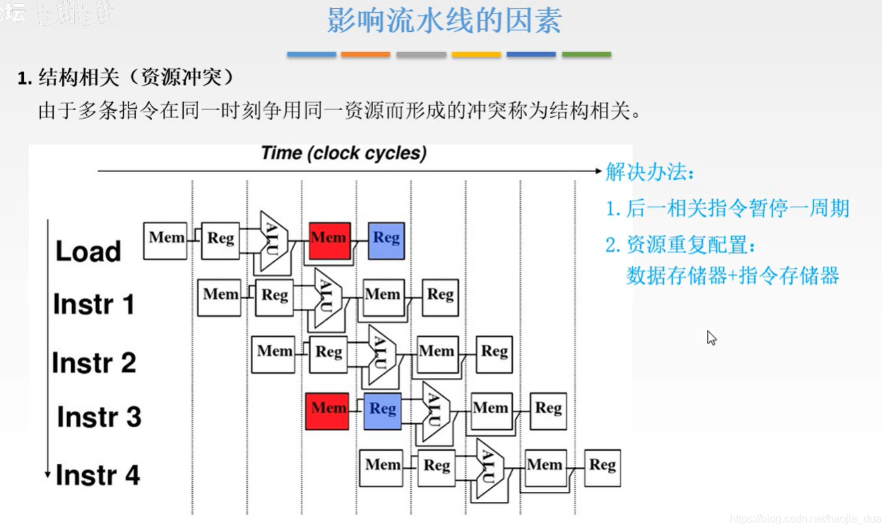 影响流水线的因素
1. 结构相关（资源冲突）
由于多条指令在同一时刻争用同一资源而形成的冲突称为结构相关。
Time (clock cycles)
解决办法：
1. 后一相关指令暂停一周期
2. 资源重复配置：
数据存储器+指令存储器
Load Mem Reg ALU Mem Reg
Instr 1 Mem Reg ALU Mem Reg
Instr 2 Mem Reg ALU Mem Reg
Instr 3 Mem Reg ALU Mem Reg
Instr 4 Mem Reg ALU Mem Reg
https://blog.csdn.net/haojie_dua